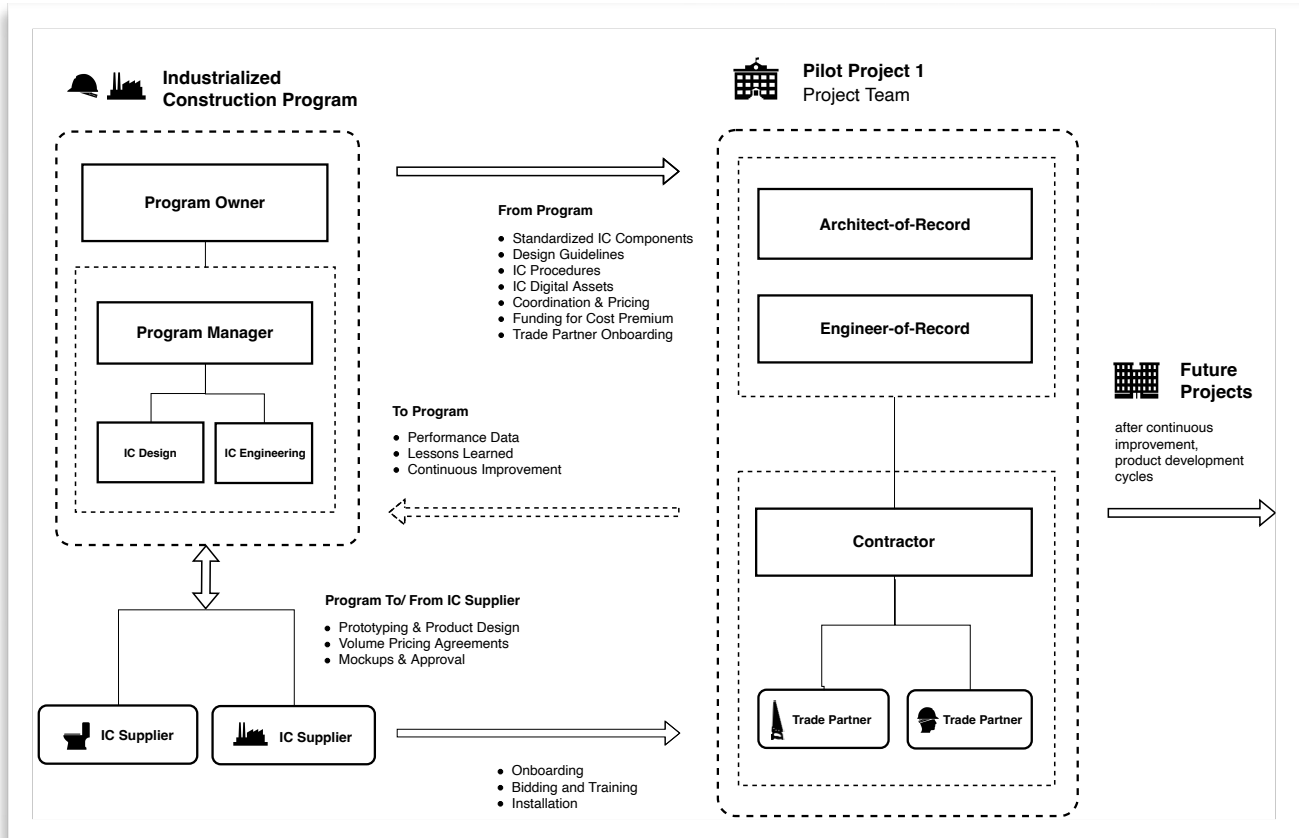 Industrialized
Construction Program
Program Owner
Program Manager
IC Design
IC Engineering
From Program
● Standardized IC Components
● Design Guidelines
● IC Procedures
● IC Digital Assets
● Coordination & Pricing
● Funding for Cost Premium
● Trade Partner Onboarding
To Program
● Performance Data
● Lessons Learned
● Continuous Improvement
Program To/ From IC Supplier
● Prototyping & Product Design
● Volume Pricing Agreements
● Mockups & Approval
IC Supplier
IC Supplier
● Onboarding
● Bidding and Training
● Installation
Pilot Project 1
Project Team
Architect-of-Record
Engineer-of-Record
Contractor
Trade Partner
Trade Partner
Future
Projects
after continuous
improvement,
product development
cycles